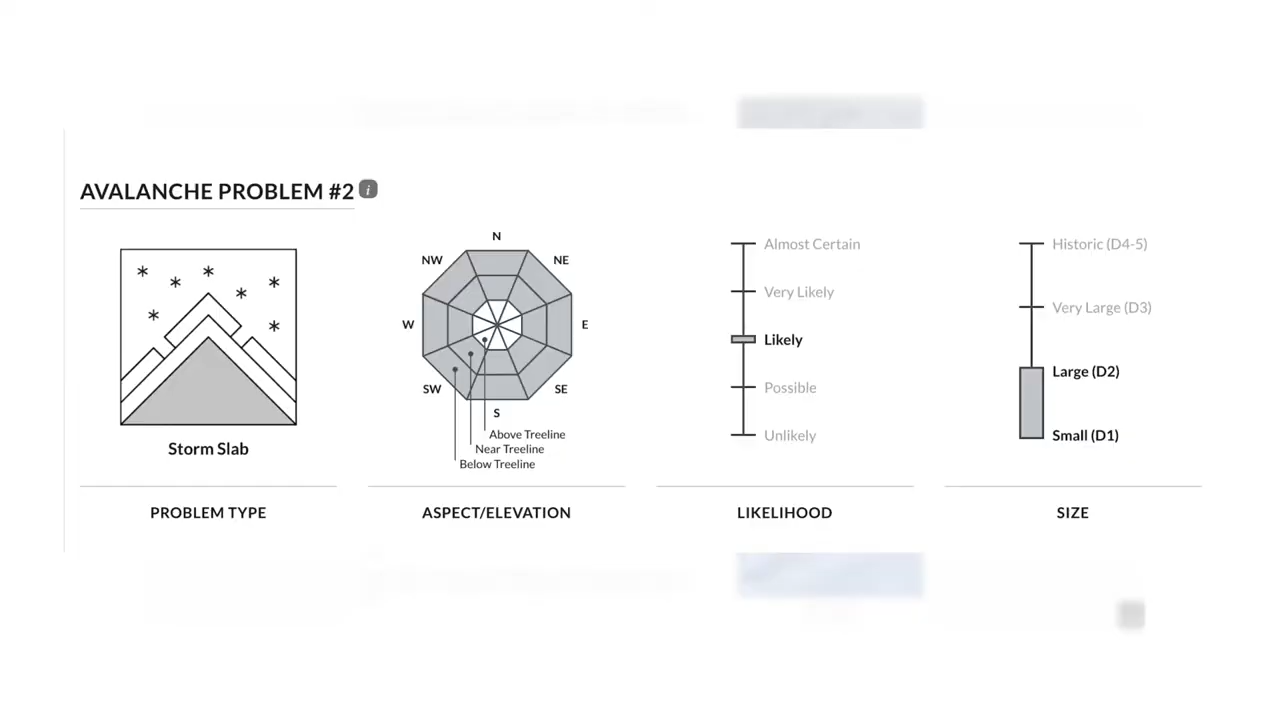 AVALANCHE PROBLEM #2 i
Storm Slab
PROBLEM TYPE
N
NW
NE
W
E
SW
SE
S
Above Treeline
Near Treeline
Below Treeline
ASPECT/ELEVATION
Almost Certain
Very Likely
Likely
Possible
Unlikely
LIKELIHOOD
Historic (D4-5)
Very Large (D3)
Large (D2)
Small (D1)
SIZE